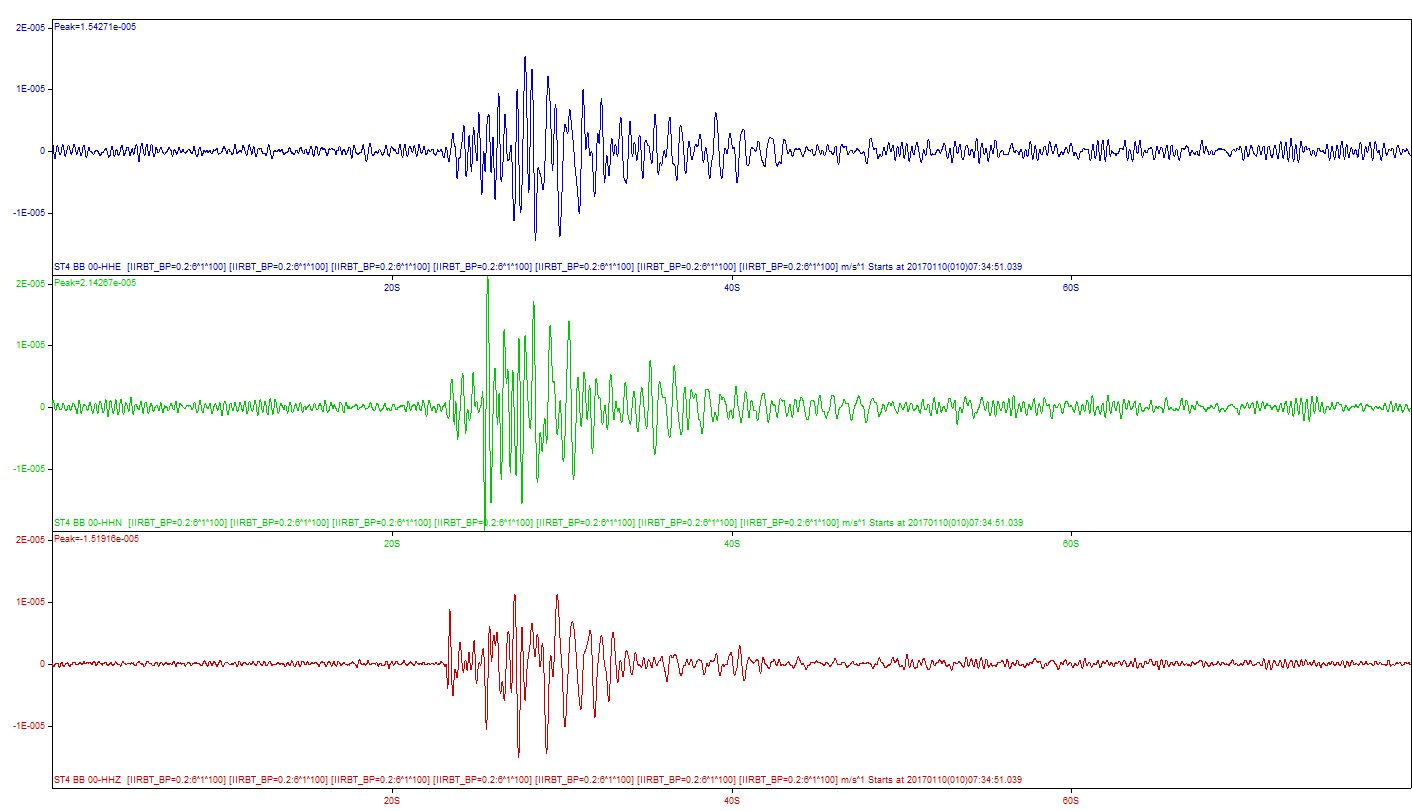 2E-005 Peak=1.54271e-005
1E-005
0
-1E-005
ST4 BB 00-HHE [IIRBT_BP=0.2:6^1^100] [IIRBT_BP=0.2:6^1^100] [IIRBT_BP=0.2:6^1^100] [IIRBT_BP=0.2:6^1^100] [IIRBT_BP=0.2:6^1^100] [IIRBT_BP=0.2:6^1^100] [IIRBT_BP=0.2:6^1^100] m/s^1 Starts at 20170110(010)07:34:51.039
20S 40S 60S
2E-005 Peak=2.14267e-005
1E-005
0
-1E-005
ST4 BB 00-HHN [IIRBT_BP=0.2:6^1^100] [IIRBT_BP=0.2:6^1^100] [IIRBT_BP=0.2:6^1^100] [IIRBT_BP=0.2:6^1^100] [IIRBT_BP=0.2:6^1^100] [IIRBT_BP=0.2:6^1^100] [IIRBT_BP=0.2:6^1^100] m/s^1 Starts at 20170110(010)07:34:51.039
20S 40S 60S
2E-005 Peak=-1.51916e-005
1E-005
0
-1E-005
ST4 BB 00-HHZ [IIRBT_BP=0.2:6^1^100] [IIRBT_BP=0.2:6^1^100] [IIRBT_BP=0.2:6^1^100] [IIRBT_BP=0.2:6^1^100] [IIRBT_BP=0.2:6^1^100] [IIRBT_BP=0.2:6^1^100] [IIRBT_BP=0.2:6^1^100] m/s^1 Starts at 20170110(010)07:34:51.039
20S 40S 60S